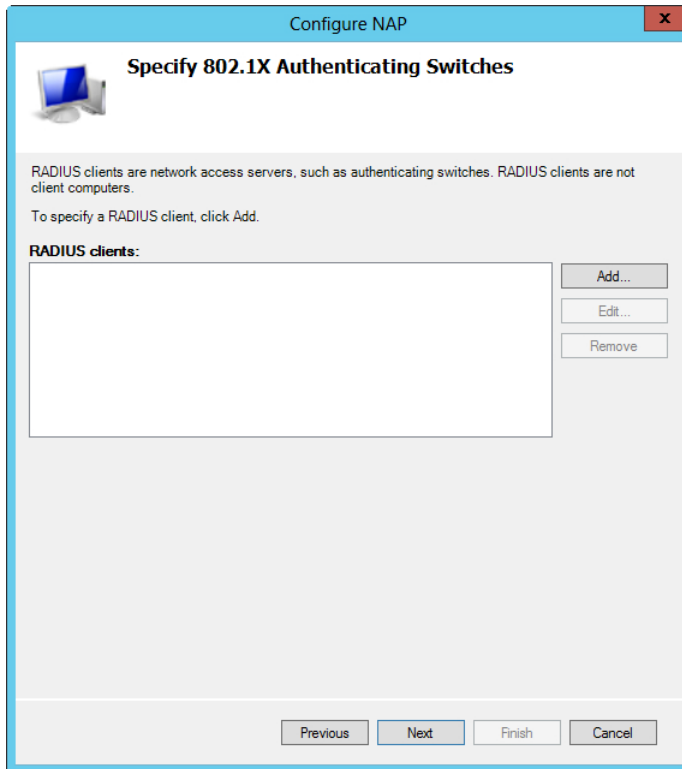 Configure NAP
x
Specify 802.1X Authenticating Switches
RADIUS clients are network access servers, such as authenticating switches. RADIUS clients are not
client computers.
To specify a RADIUS client, click Add.
RADIUS clients:
Add...
Edit...
Remove
Previous Next Finish Cancel